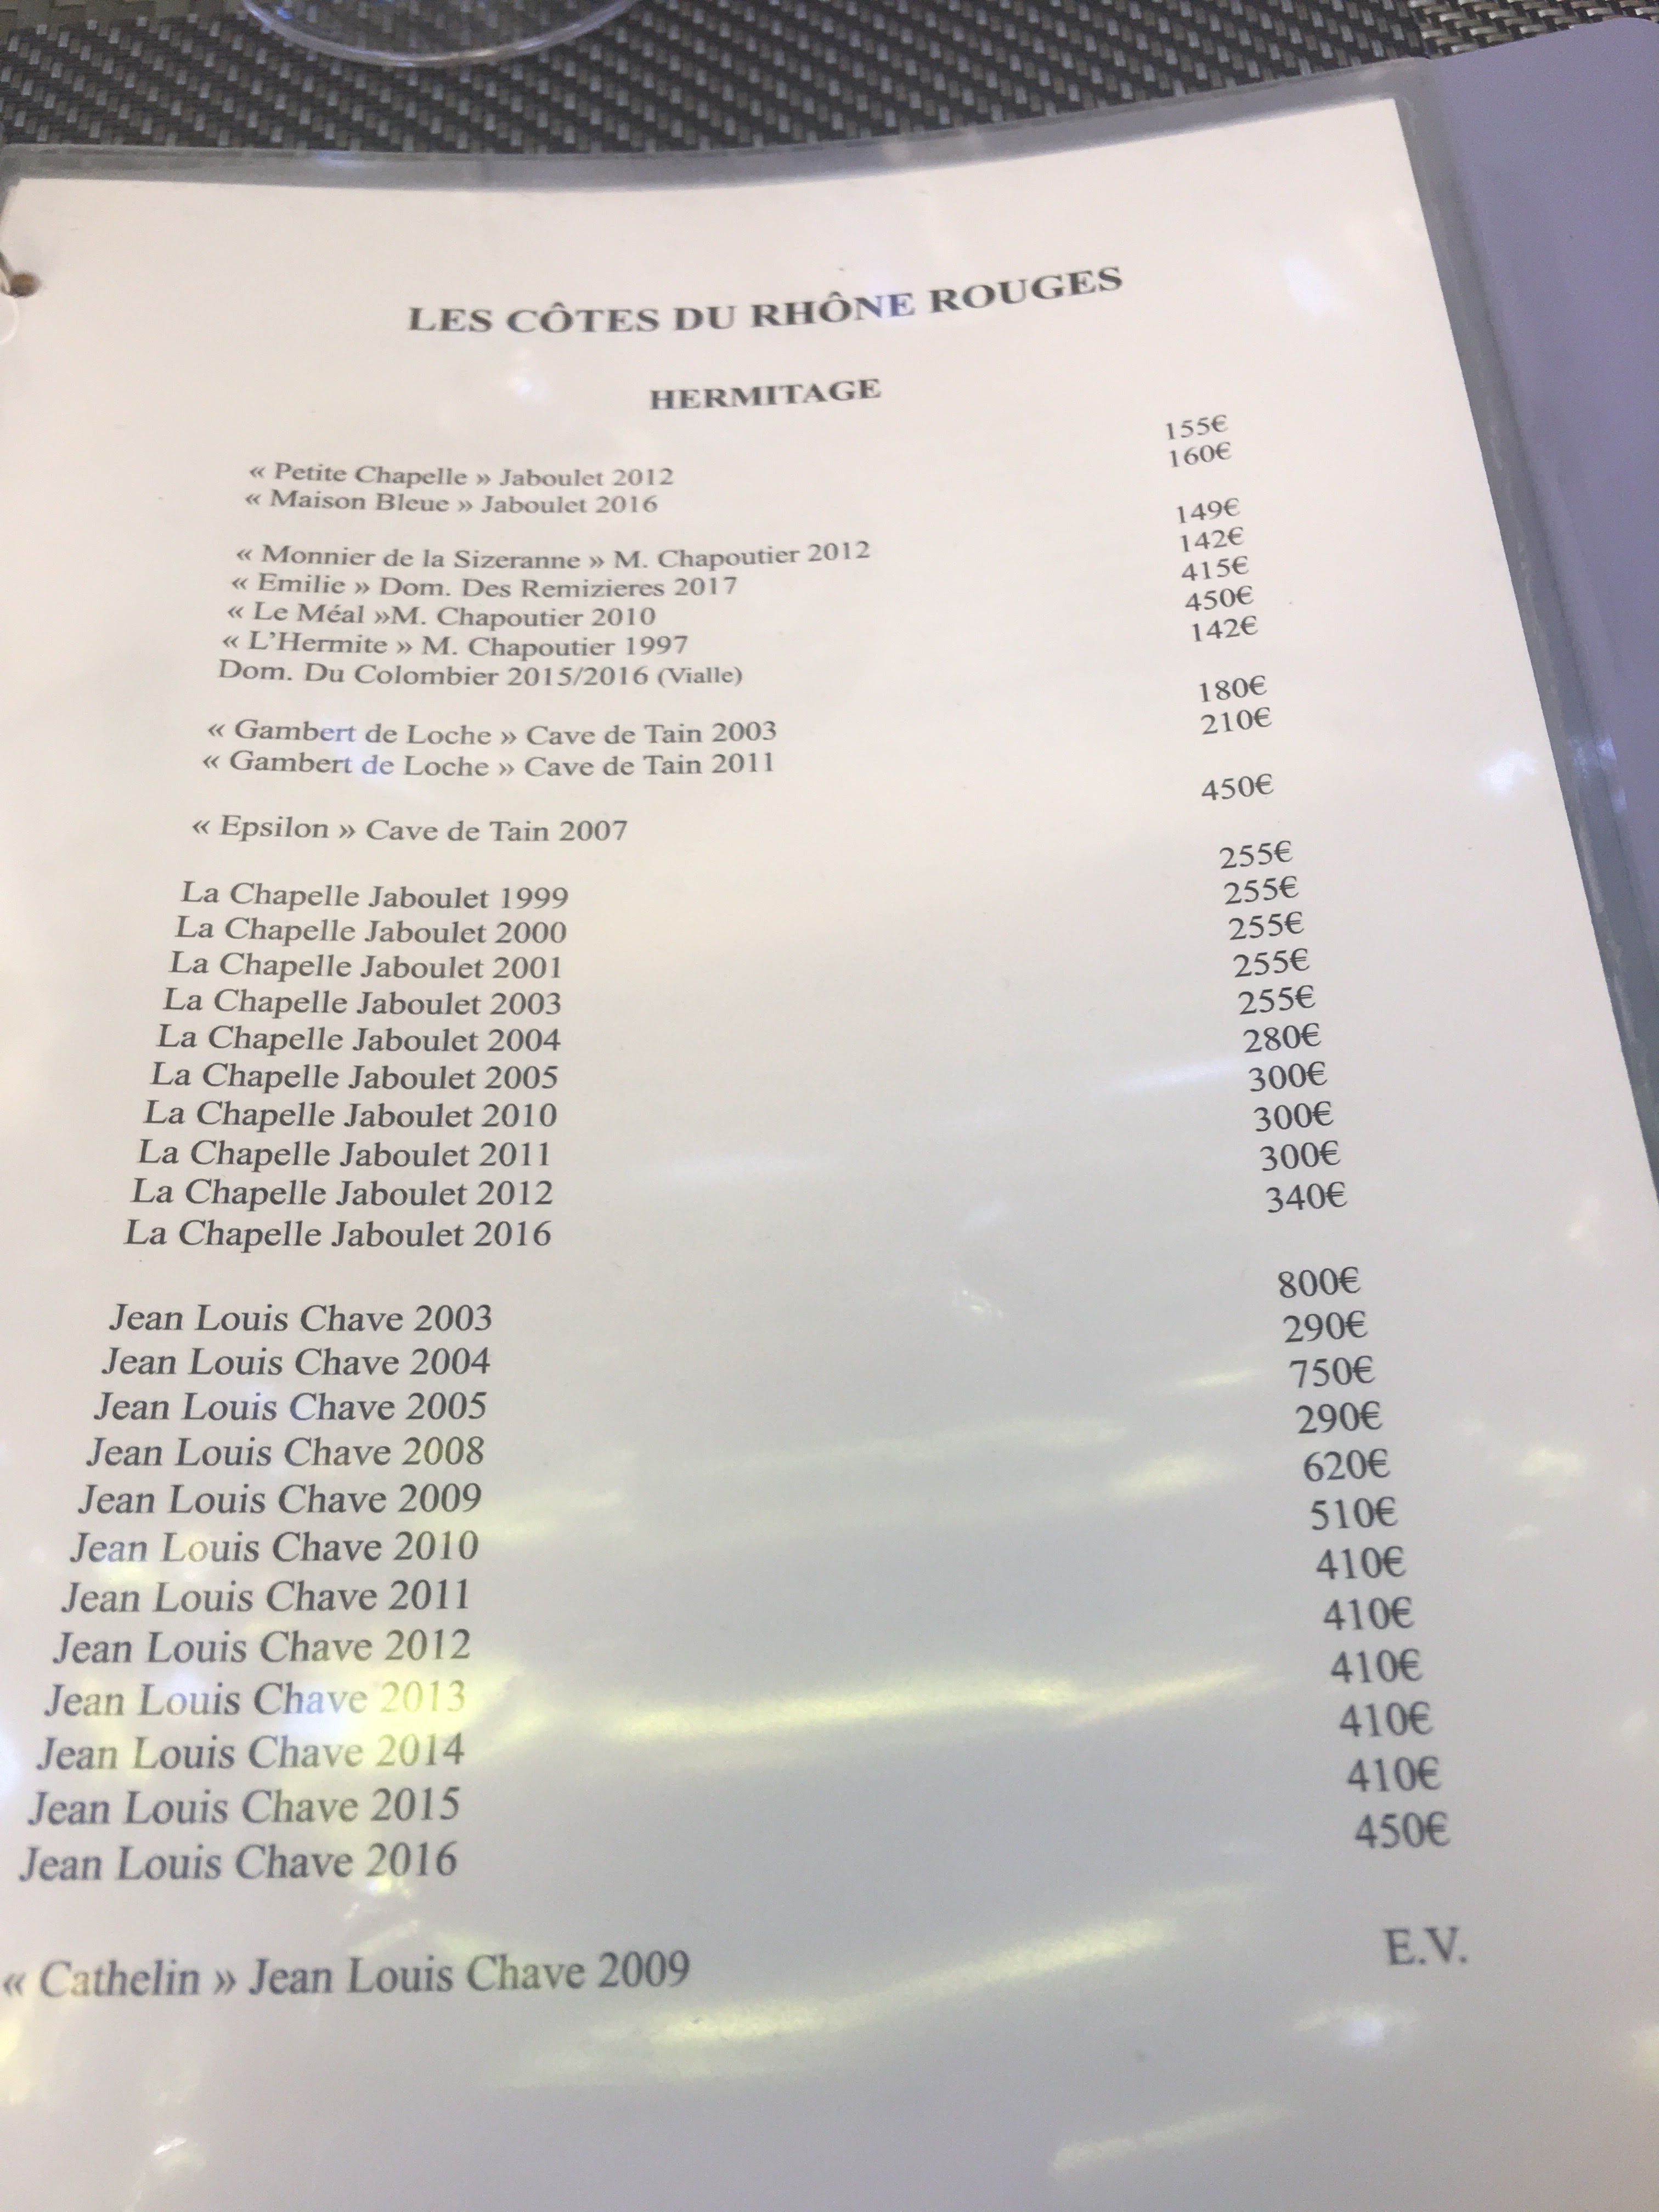 LES CÔTES DU RHÔNE ROUGES
HERMITAGE
« Petite Chapelle » Jaboulet 2012 155€
« Maison Bleue » Jaboulet 2016 160€
« Monnier de la Sizeranne » M. Chapoutier 2012 149€
« Emilie » Dom. Des Remizieres 2017 142€
« Le Méal »M. Chapoutier 2010 415€
« L'Hermite » M. Chapoutier 1997 450€
Dom. Du Colombier 2015/2016 (Vialle) 142€
« Gambert de Loche » Cave de Tain 2003 180€
« Gambert de Loche » Cave de Tain 2011 210€
« Epsilon » Cave de Tain 2007 450€
La Chapelle Jaboulet 1999 255€
La Chapelle Jaboulet 2000 255€
La Chapelle Jaboulet 2001 255€
La Chapelle Jaboulet 2003 255€
La Chapelle Jaboulet 2004 255€
La Chapelle Jaboulet 2005 280€
La Chapelle Jaboulet 2010 300€
La Chapelle Jaboulet 2011 300€
La Chapelle Jaboulet 2012 300€
La Chapelle Jaboulet 2016 340€
Jean Louis Chave 2003 800€
Jean Louis Chave 2004 290€
Jean Louis Chave 2005 750€
Jean Louis Chave 2008 290€
Jean Louis Chave 2009 620€
Jean Louis Chave 2010 510€
Jean Louis Chave 2011 410€
Jean Louis Chave 2012 410€
Jean Louis Chave 2013 410€
Jean Louis Chave 2014 410€
Jean Louis Chave 2015 410€
Jean Louis Chave 2016 450€
« Cathelin » Jean Louis Chave 2009 E.V.